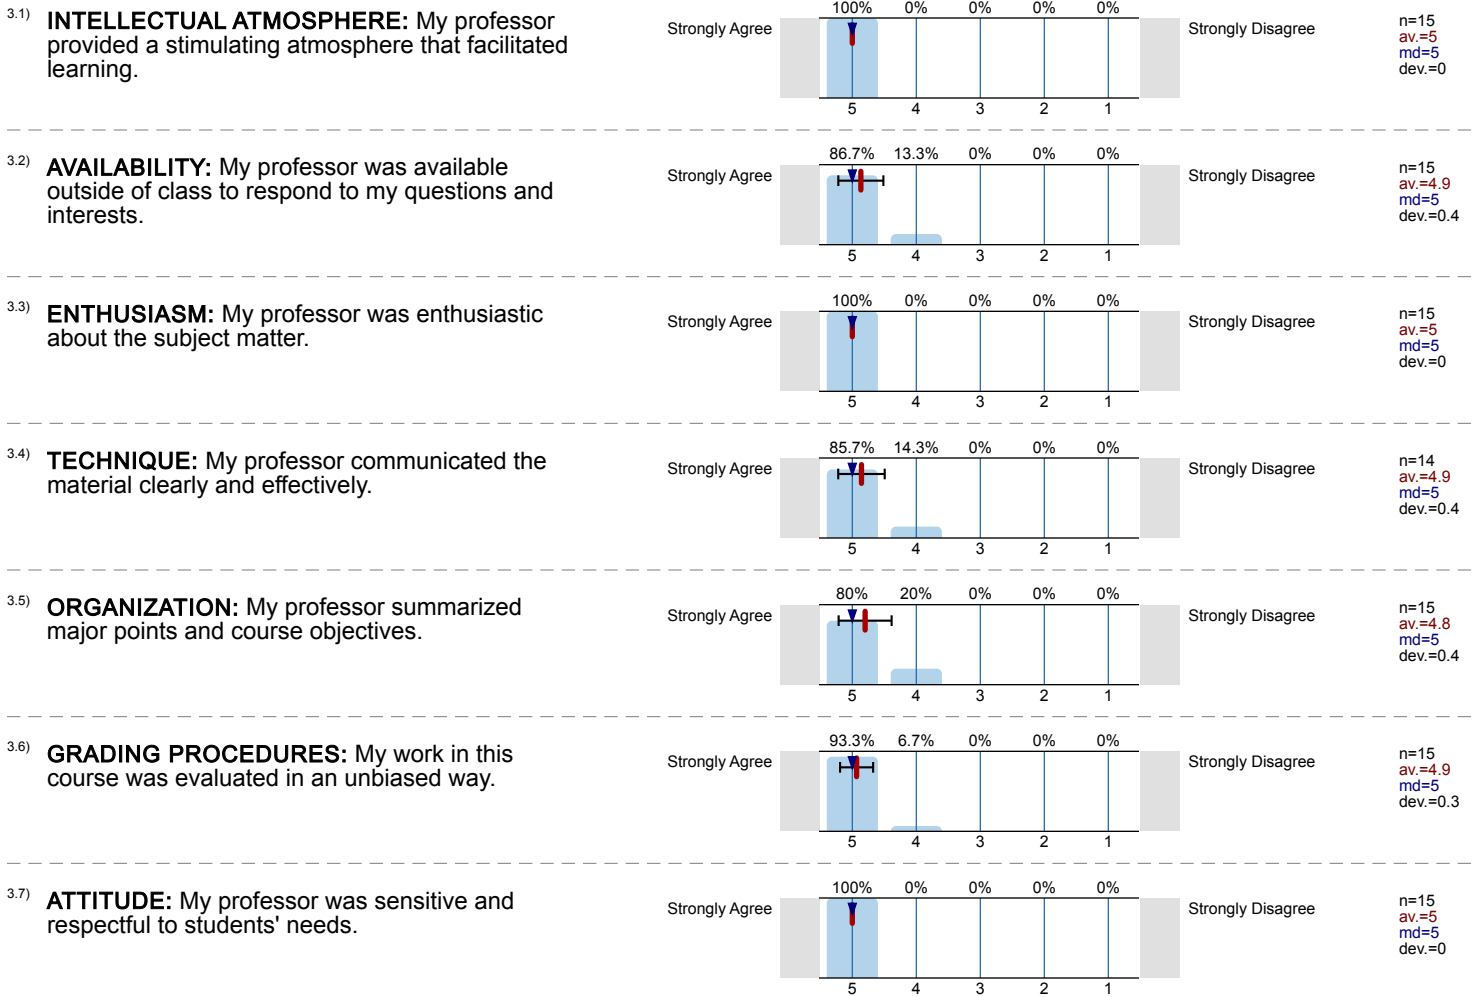 3.1) INTELLECTUAL ATMOSPHERE: My professor
provided a stimulating atmosphere that facilitated
learning.
Strongly Agree
100% 0% 0% 0% 0%
5 4 3 2 1
Strongly Disagree
n=15
av.=5
md=5
dev.=0
3.2) AVAILABILITY: My professor was available
outside of class to respond to my questions and
interests.
Strongly Agree
86.7% 13.3% 0% 0% 0%
5 4 3 2 1
Strongly Disagree
n=15
av.=4.9
md=5
dev.=0.4
3.3) ENTHUSIASM: My professor was enthusiastic
about the subject matter.
Strongly Agree
100% 0% 0% 0% 0%
5 4 3 2 1
Strongly Disagree
n=15
av.=5
md=5
dev.=0
3.4) TECHNIQUE: My professor communicated the
material clearly and effectively.
Strongly Agree
85.7% 14.3% 0% 0% 0%
5 4 3 2 1
Strongly Disagree
n=14
av.=4.9
md=5
dev.=0.4
3.5) ORGANIZATION: My professor summarized
major points and course objectives.
Strongly Agree
80% 20% 0% 0% 0%
5 4 3 2 1
Strongly Disagree
n=15
av.=4.8
md=5
dev.=0.4
3.6) GRADING PROCEDURES: My work in this
course was evaluated in an unbiased way.
Strongly Agree
93.3% 6.7% 0% 0% 0%
5 4 3 2 1
Strongly Disagree
n=15
av.=4.9
md=5
dev.=0.3
3.7) ATTITUDE: My professor was sensitive and
respectful to students' needs.
Strongly Agree
100% 0% 0% 0% 0%
5 4 3 2 1
Strongly Disagree
n=15
av.=5
md=5
dev.=0